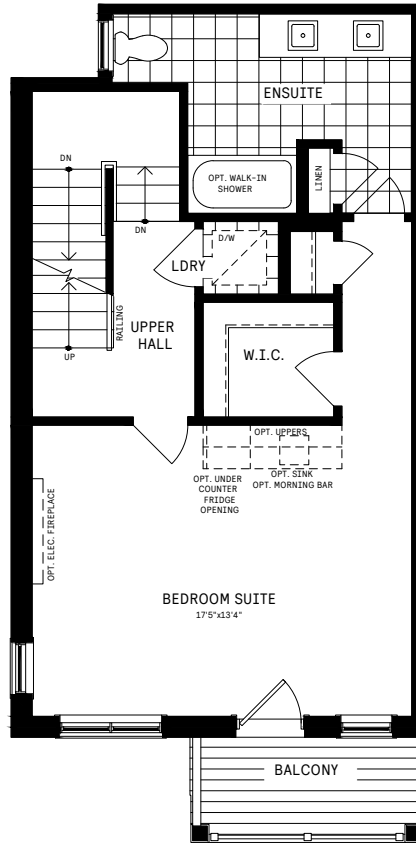 ENSUITE
DN
OPT. WALK-IN
SHOWER
LINEN
DN
D/W
LDRY
RAILING
UPPER
HALL
UP
W.I.C.
OPT. UPPERS
OPT. UNDER
COUNTER
FRIDGE
OPENING
OPT. SINK
OPT. MORNING BAR
OPT. ELEC. FIREPLACE
BEDROOM SUITE
17'5"x13'4"
BALCONY